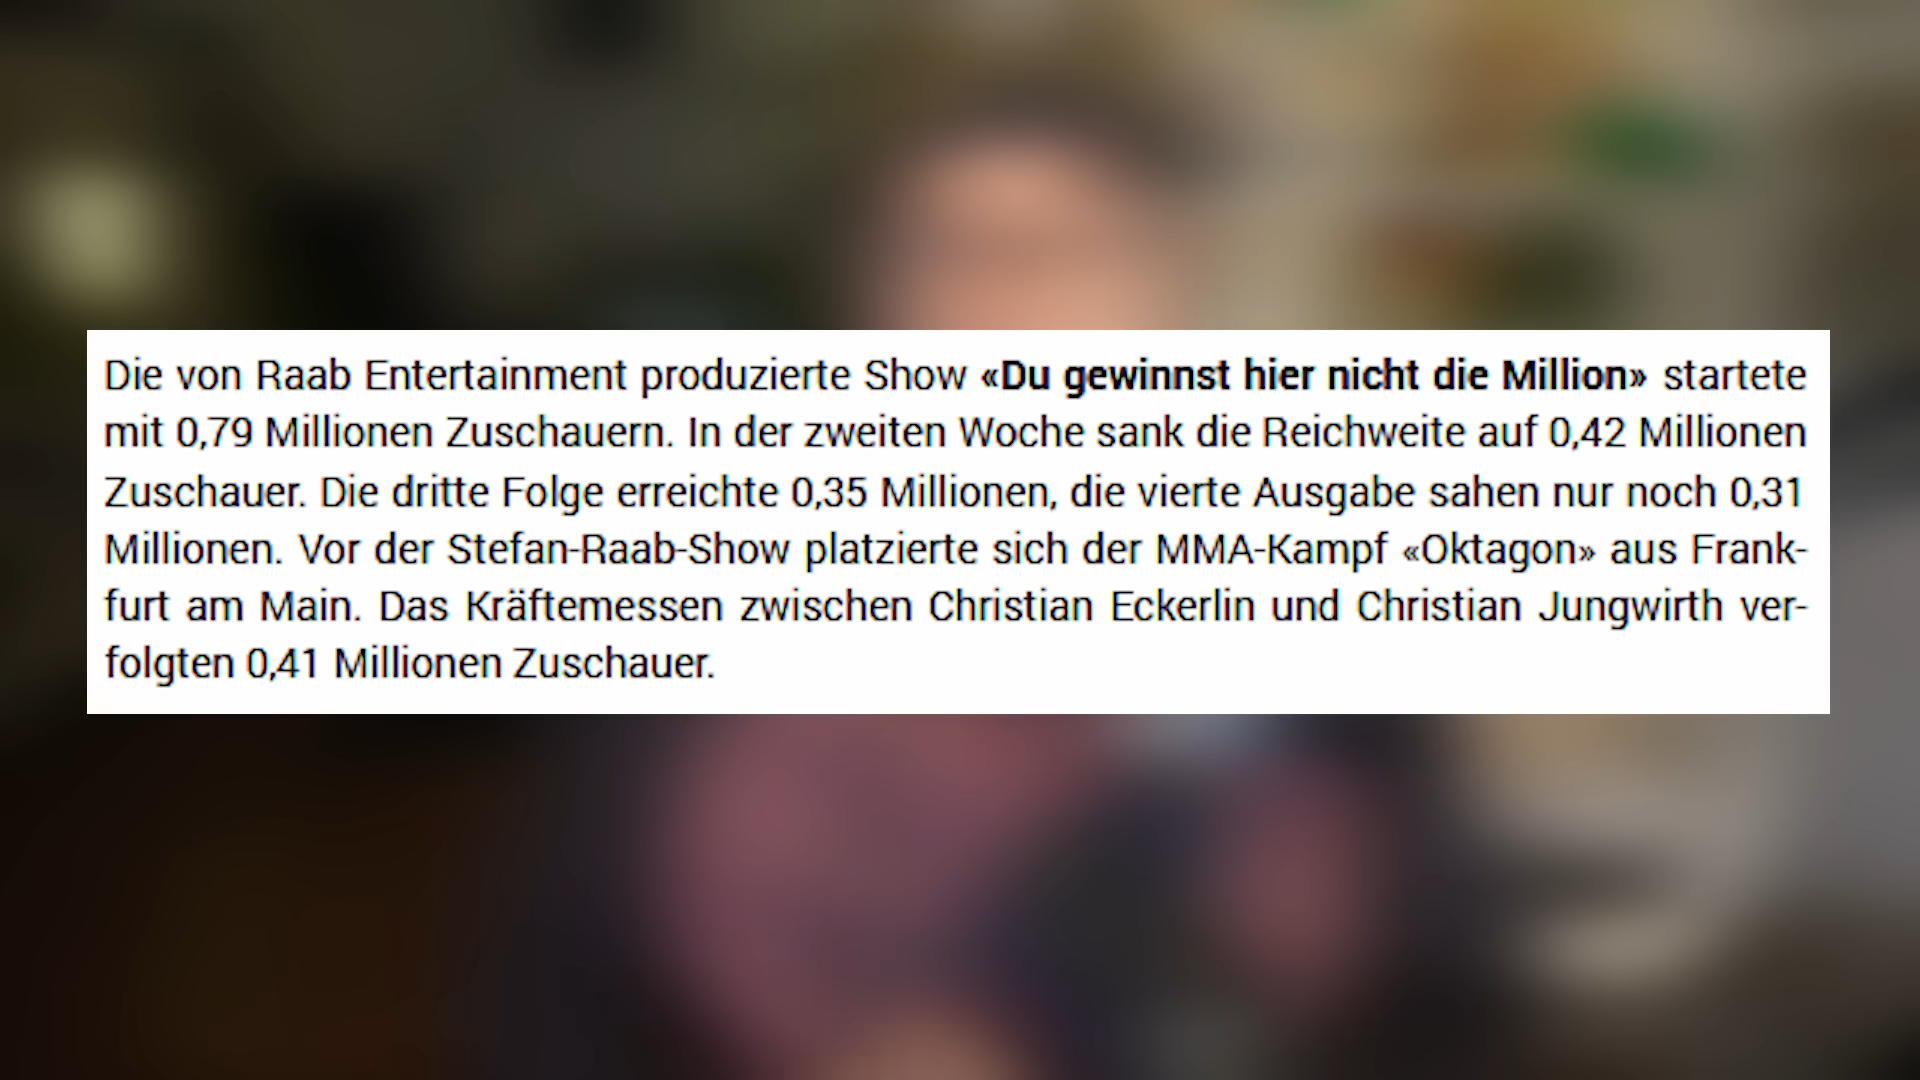 Die von Raab Entertainment produzierte Show «Du gewinnst hier nicht die Million» startete
mit 0,79 Millionen Zuschauern. In der zweiten Woche sank die Reichweite auf 0,42 Millionen
Zuschauer. Die dritte Folge erreichte 0,35 Millionen, die vierte Ausgabe sahen nur noch 0,31
Millionen. Vor der Stefan-Raab-Show platzierte sich der MMA-Kampf «Oktagon» aus Frank-
furt am Main. Das Kräftemessen zwischen Christian Eckerlin und Christian Jungwirth ver-
folgten 0,41 Millionen Zuschauer.